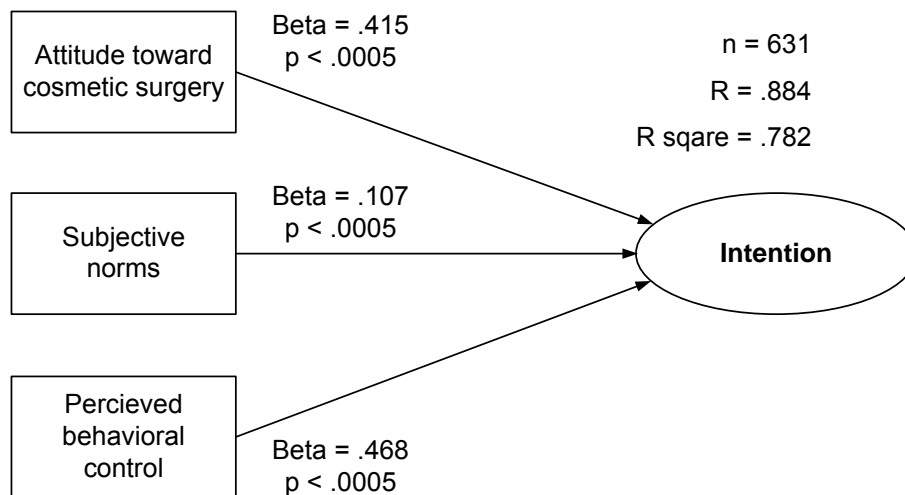 Attitude toward
cosmetic surgery
Beta = .415
p < .0005
n = 631
R = .884
R sqare = .782
Subjective
norms
Beta = .107
p < .0005
Intention
Percieved
behavioral
control
Beta = .468
p < .0005